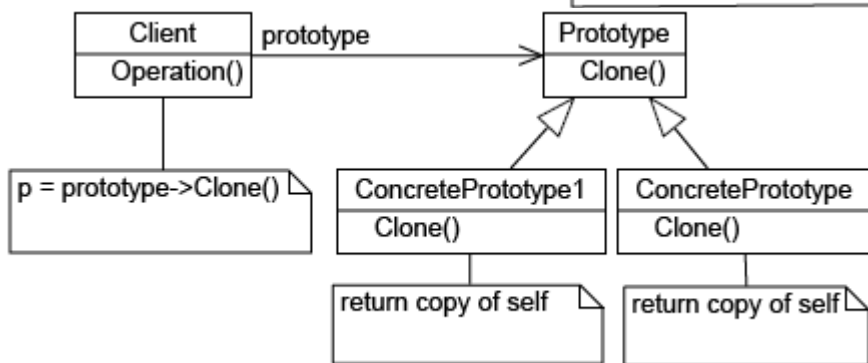 Client
Operation()
prototype
Prototype
Clone()
p = prototype->Clone()
ConcretePrototype1
Clone()
ConcretePrototype
Clone()
return copy of self
return copy of self